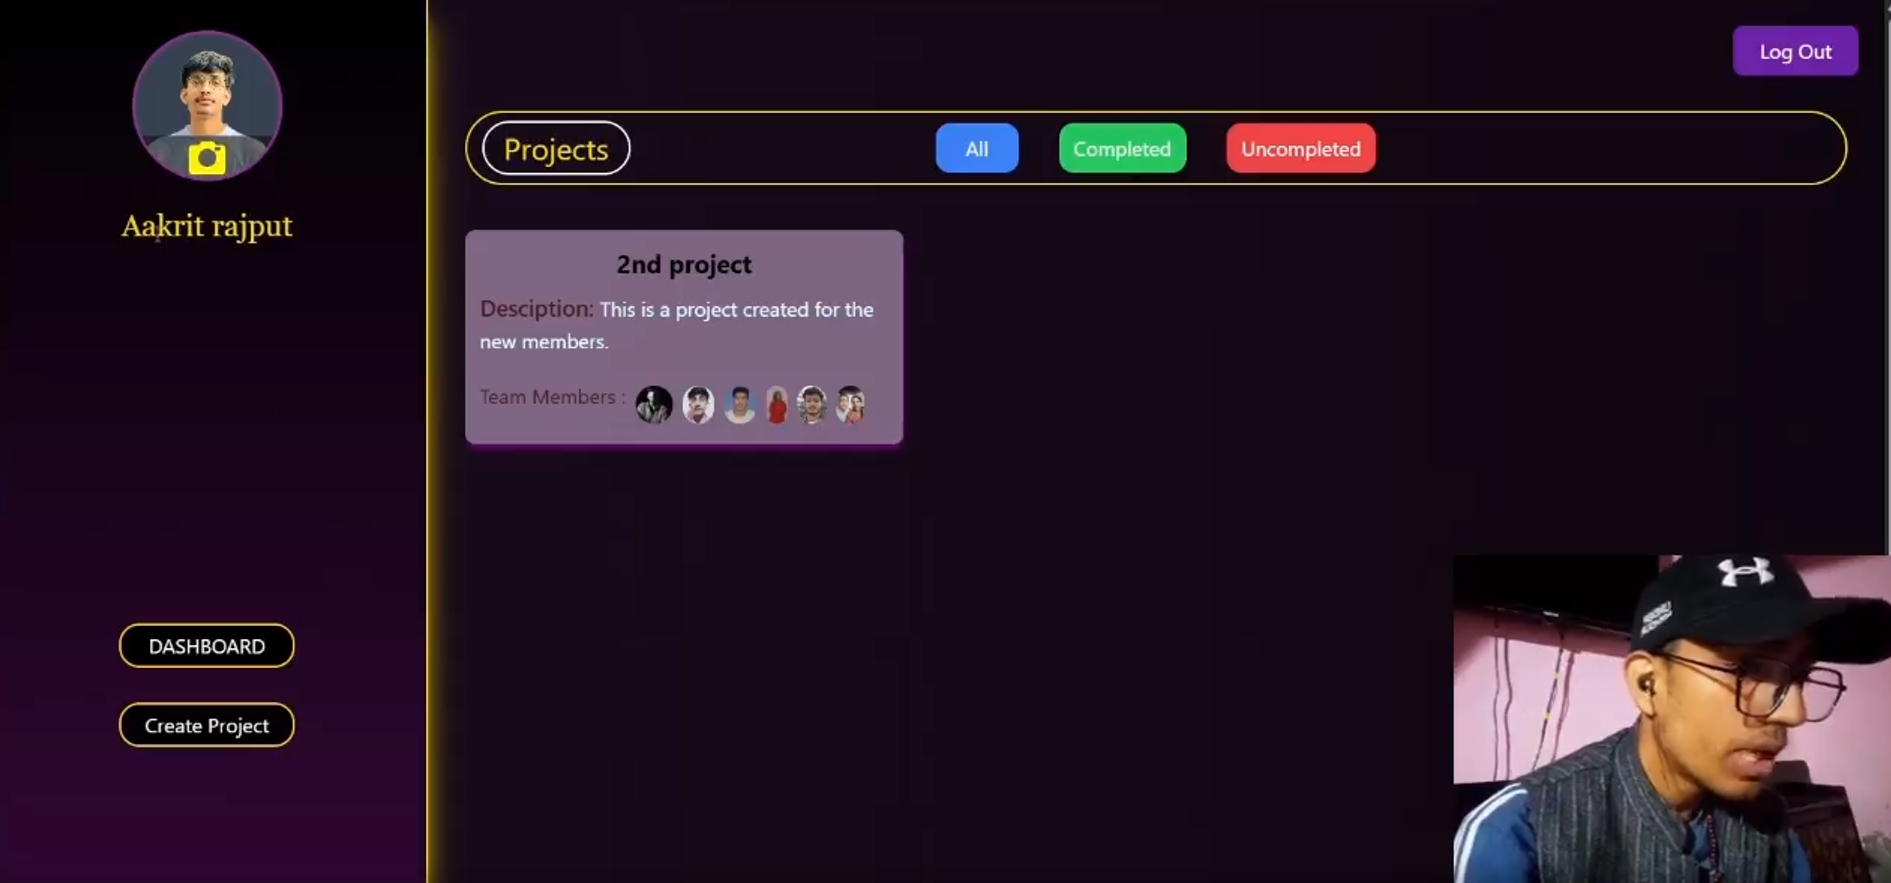 Log Out
Projects
All
Completed
Uncompleted
Aakrit rajput
2nd project
Desciption: This is a project created for the
new members.
Team Members :
DASHBOARD
Create Project